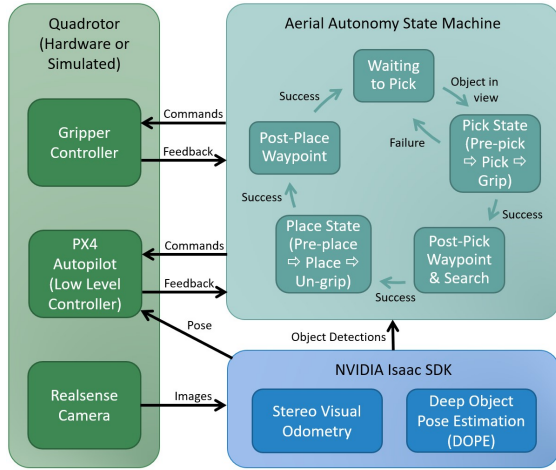 Quadrotor
(Hardware or
Simulated)
Gripper
Controller
PX4
Autopilot
(Low Level
Controller)
Realsense
Camera
Commands
Feedback
Commands
Feedback
Pose
Images
Aerial Autonomy State Machine
Waiting
to Pick
Object in
view
Pick State
(Pre-pick
⇨ Pick ⇨
Grip)
Failure
Success
Post-Pick
Waypoint
& Search
Success
Place State
(Pre-place
⇨ Place ⇨
Un-grip)
Success
Post-Place
Waypoint
Success
Object Detections
NVIDIA Isaac SDK
Stereo Visual
Odometry
Deep Object
Pose Estimation
(DOPE)